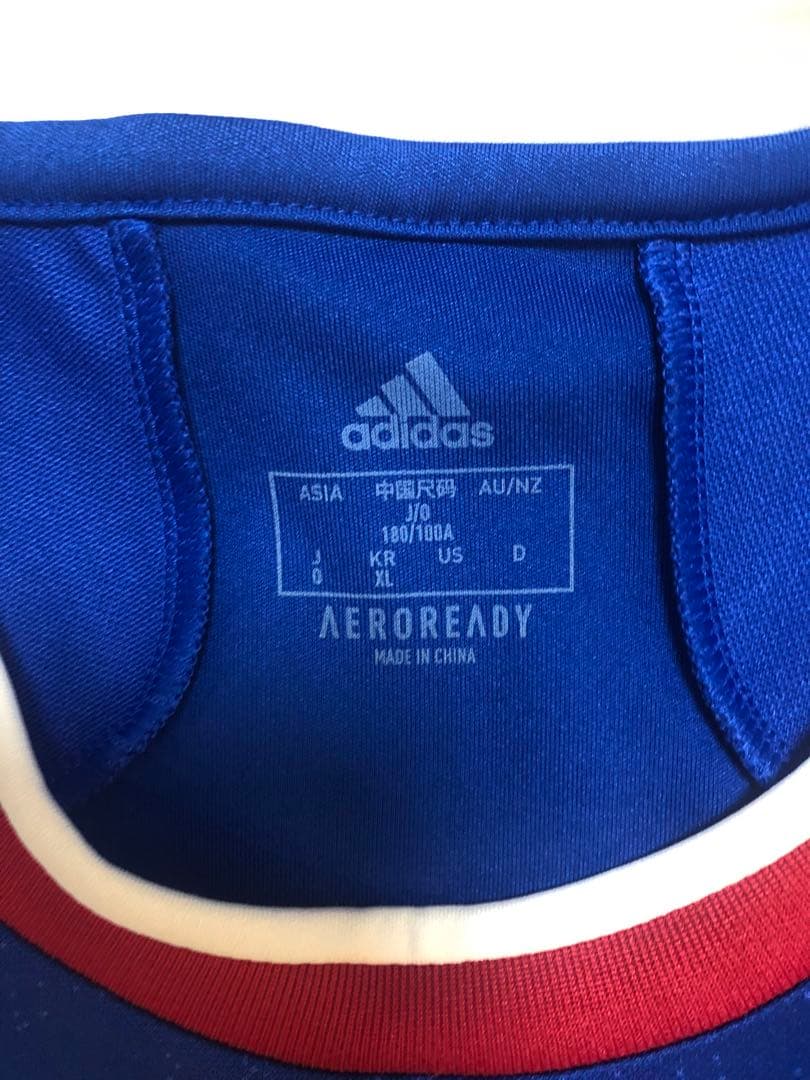 adidas
ASIA 中国尺码 AU/NZ
J/O
180/100A
J KR US D
O XL
AEROREADY
MADE IN CHINA